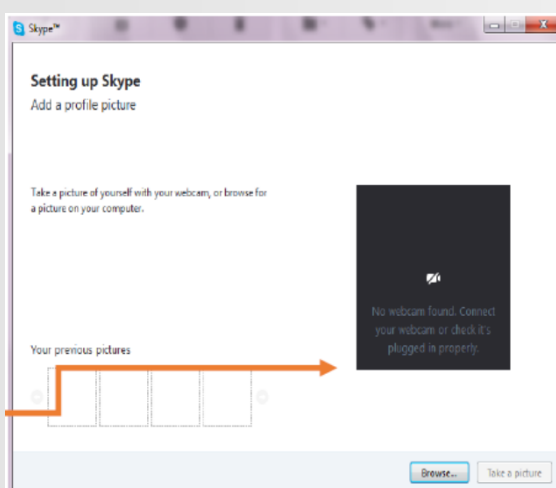 Skype™
Setting up Skype
Add a profile picture
Take a picture of yourself with your webcam, or browse for
a picture on your computer.
No webcam found. Connect
your webcam or check it's
plugged in properly.
Your previous pictures
Browse...
Take a picture